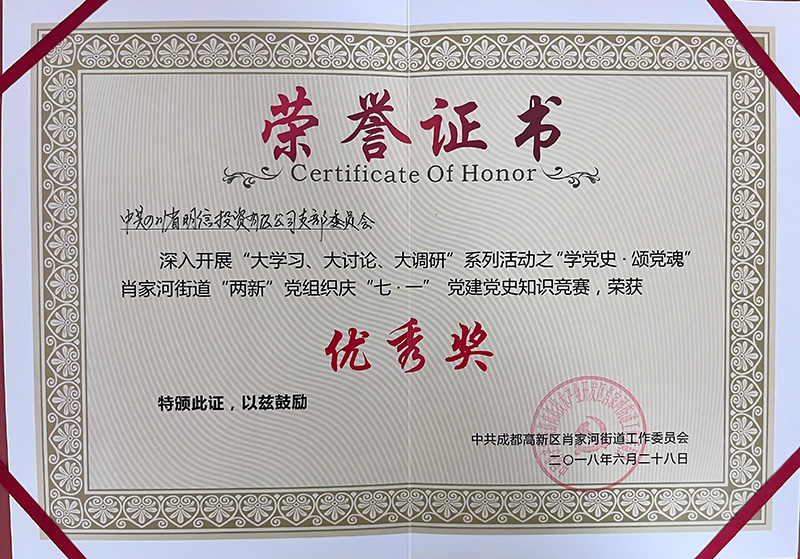 荣誉证书
Certificate Of Honor
中共四川省明信投资有限公司支部委员会
深入开展“大学习、大讨论、大调研”系列活动之“学党史·颂党魂”
肖家河街道“两新”党组织庆“七·一” 党建党史知识竞赛，荣获
优秀奖
特颁此证，以兹鼓励
中共成都高新区肖家河街道工作委员会
二〇一八年六月二十八日